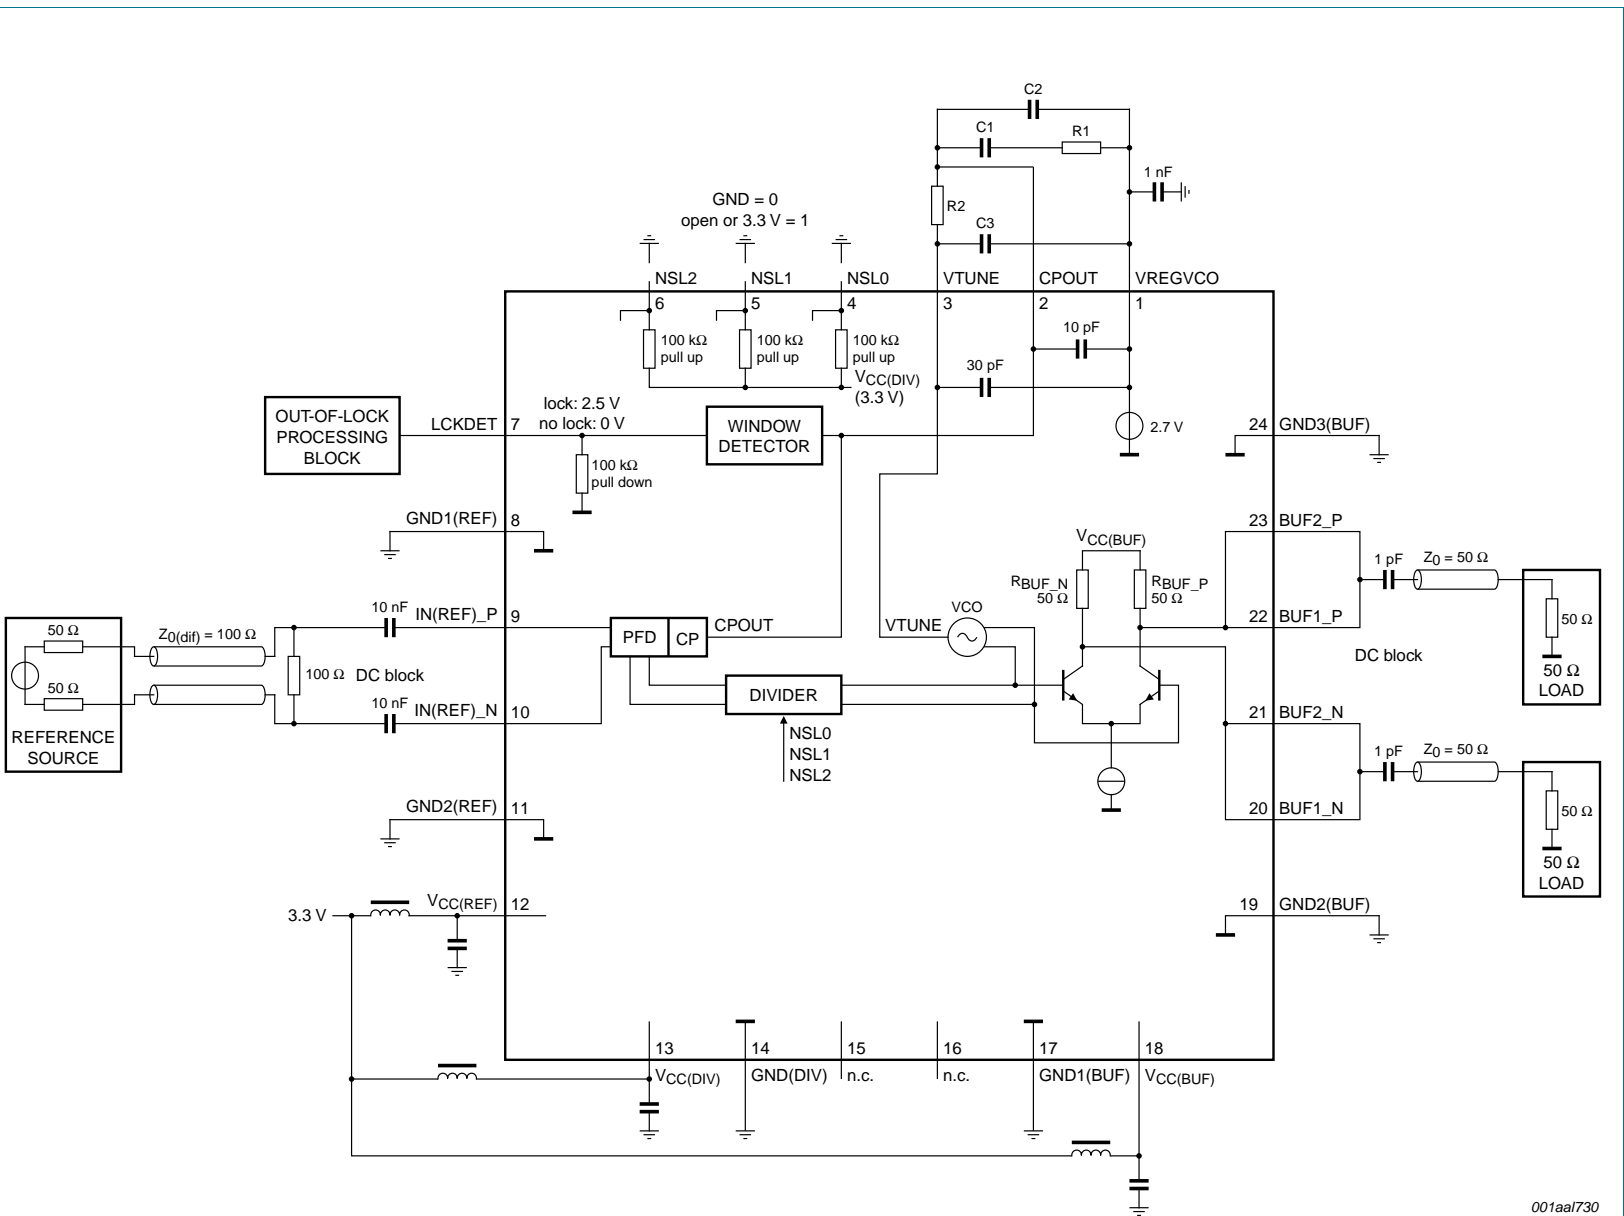 C2
C1
R1
1 nF
GND = 0
open or 3.3 V = 1
R2
C3
NSL2
NSL1
NSL0
VTUNE
CPOUT
VREGVCO
6
5
4
3
2
1
100 kΩ
pull up
100 kΩ
pull up
100 kΩ
pull up
10 pF
30 pF
VCC(DIV)
(3.3 V)
OUT-OF-LOCK
PROCESSING
BLOCK
LCKDET
7
lock: 2.5 V
no lock: 0 V
WINDOW
DETECTOR
2.7 V
24
GND3(BUF)
100 kΩ
pull down
GND1(REF)
8
23
BUF2_P
VCC(BUF)
RBUF_N
50 Ω
RBUF_P
50 Ω
1 pF
Z0 = 50 Ω
10 nF
IN(REF)_P
9
PFD
CP
CPOUT
VTUNE
VCO
22
BUF1_P
50 Ω
50 Ω
LOAD
DC block
50 Ω
Z0(dif) = 100 Ω
100 Ω
DC block
50 Ω
10 nF
IN(REF)_N
10
DIVIDER
NSL0
NSL1
NSL2
REFERENCE
SOURCE
21
BUF2_N
1 pF
Z0 = 50 Ω
GND2(REF)
11
20
BUF1_N
50 Ω
50 Ω
LOAD
3.3 V
VCC(REF)
12
19
GND2(BUF)
13
14
15
16
17
18
VCC(DIV)
GND(DIV)
n.c.
n.c.
GND1(BUF)
VCC(BUF)
001aal730